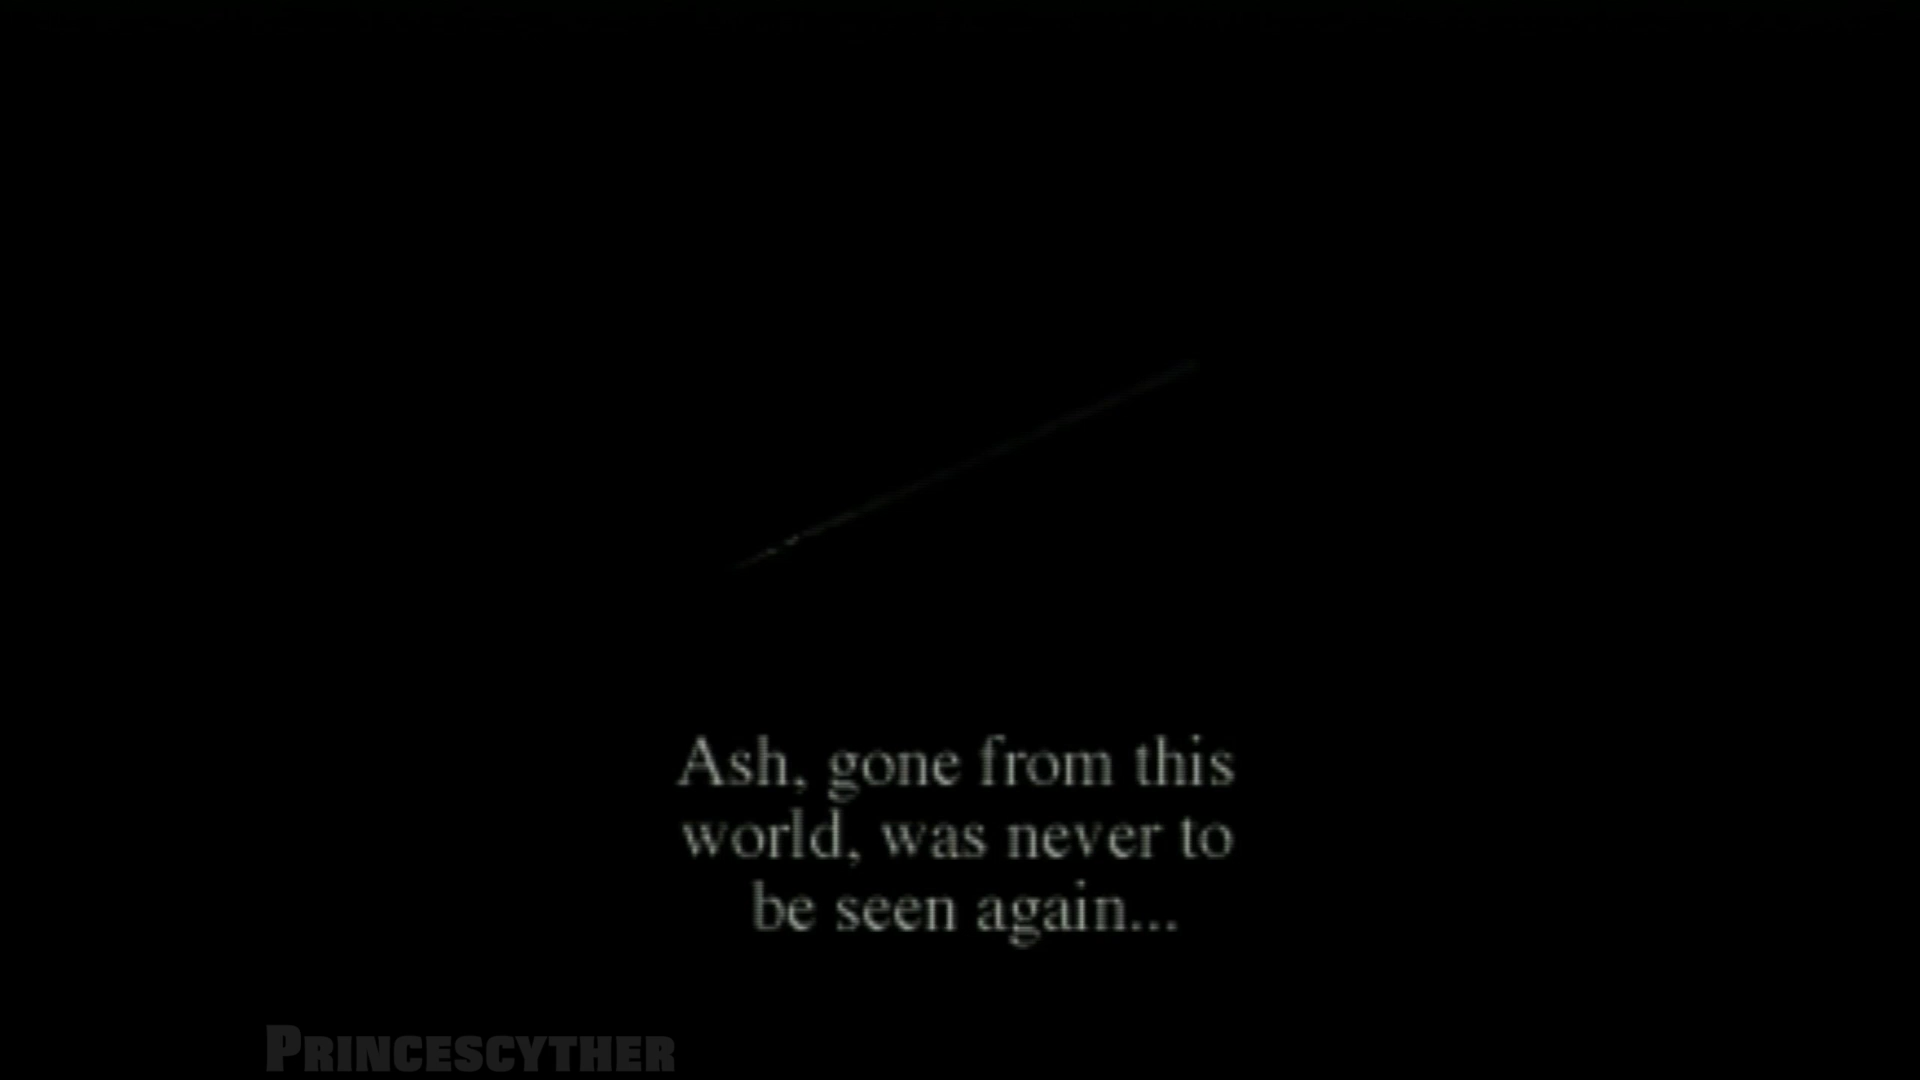 Ash, gone from this
world, was never to
be seen again...
PRINCESCYTHER